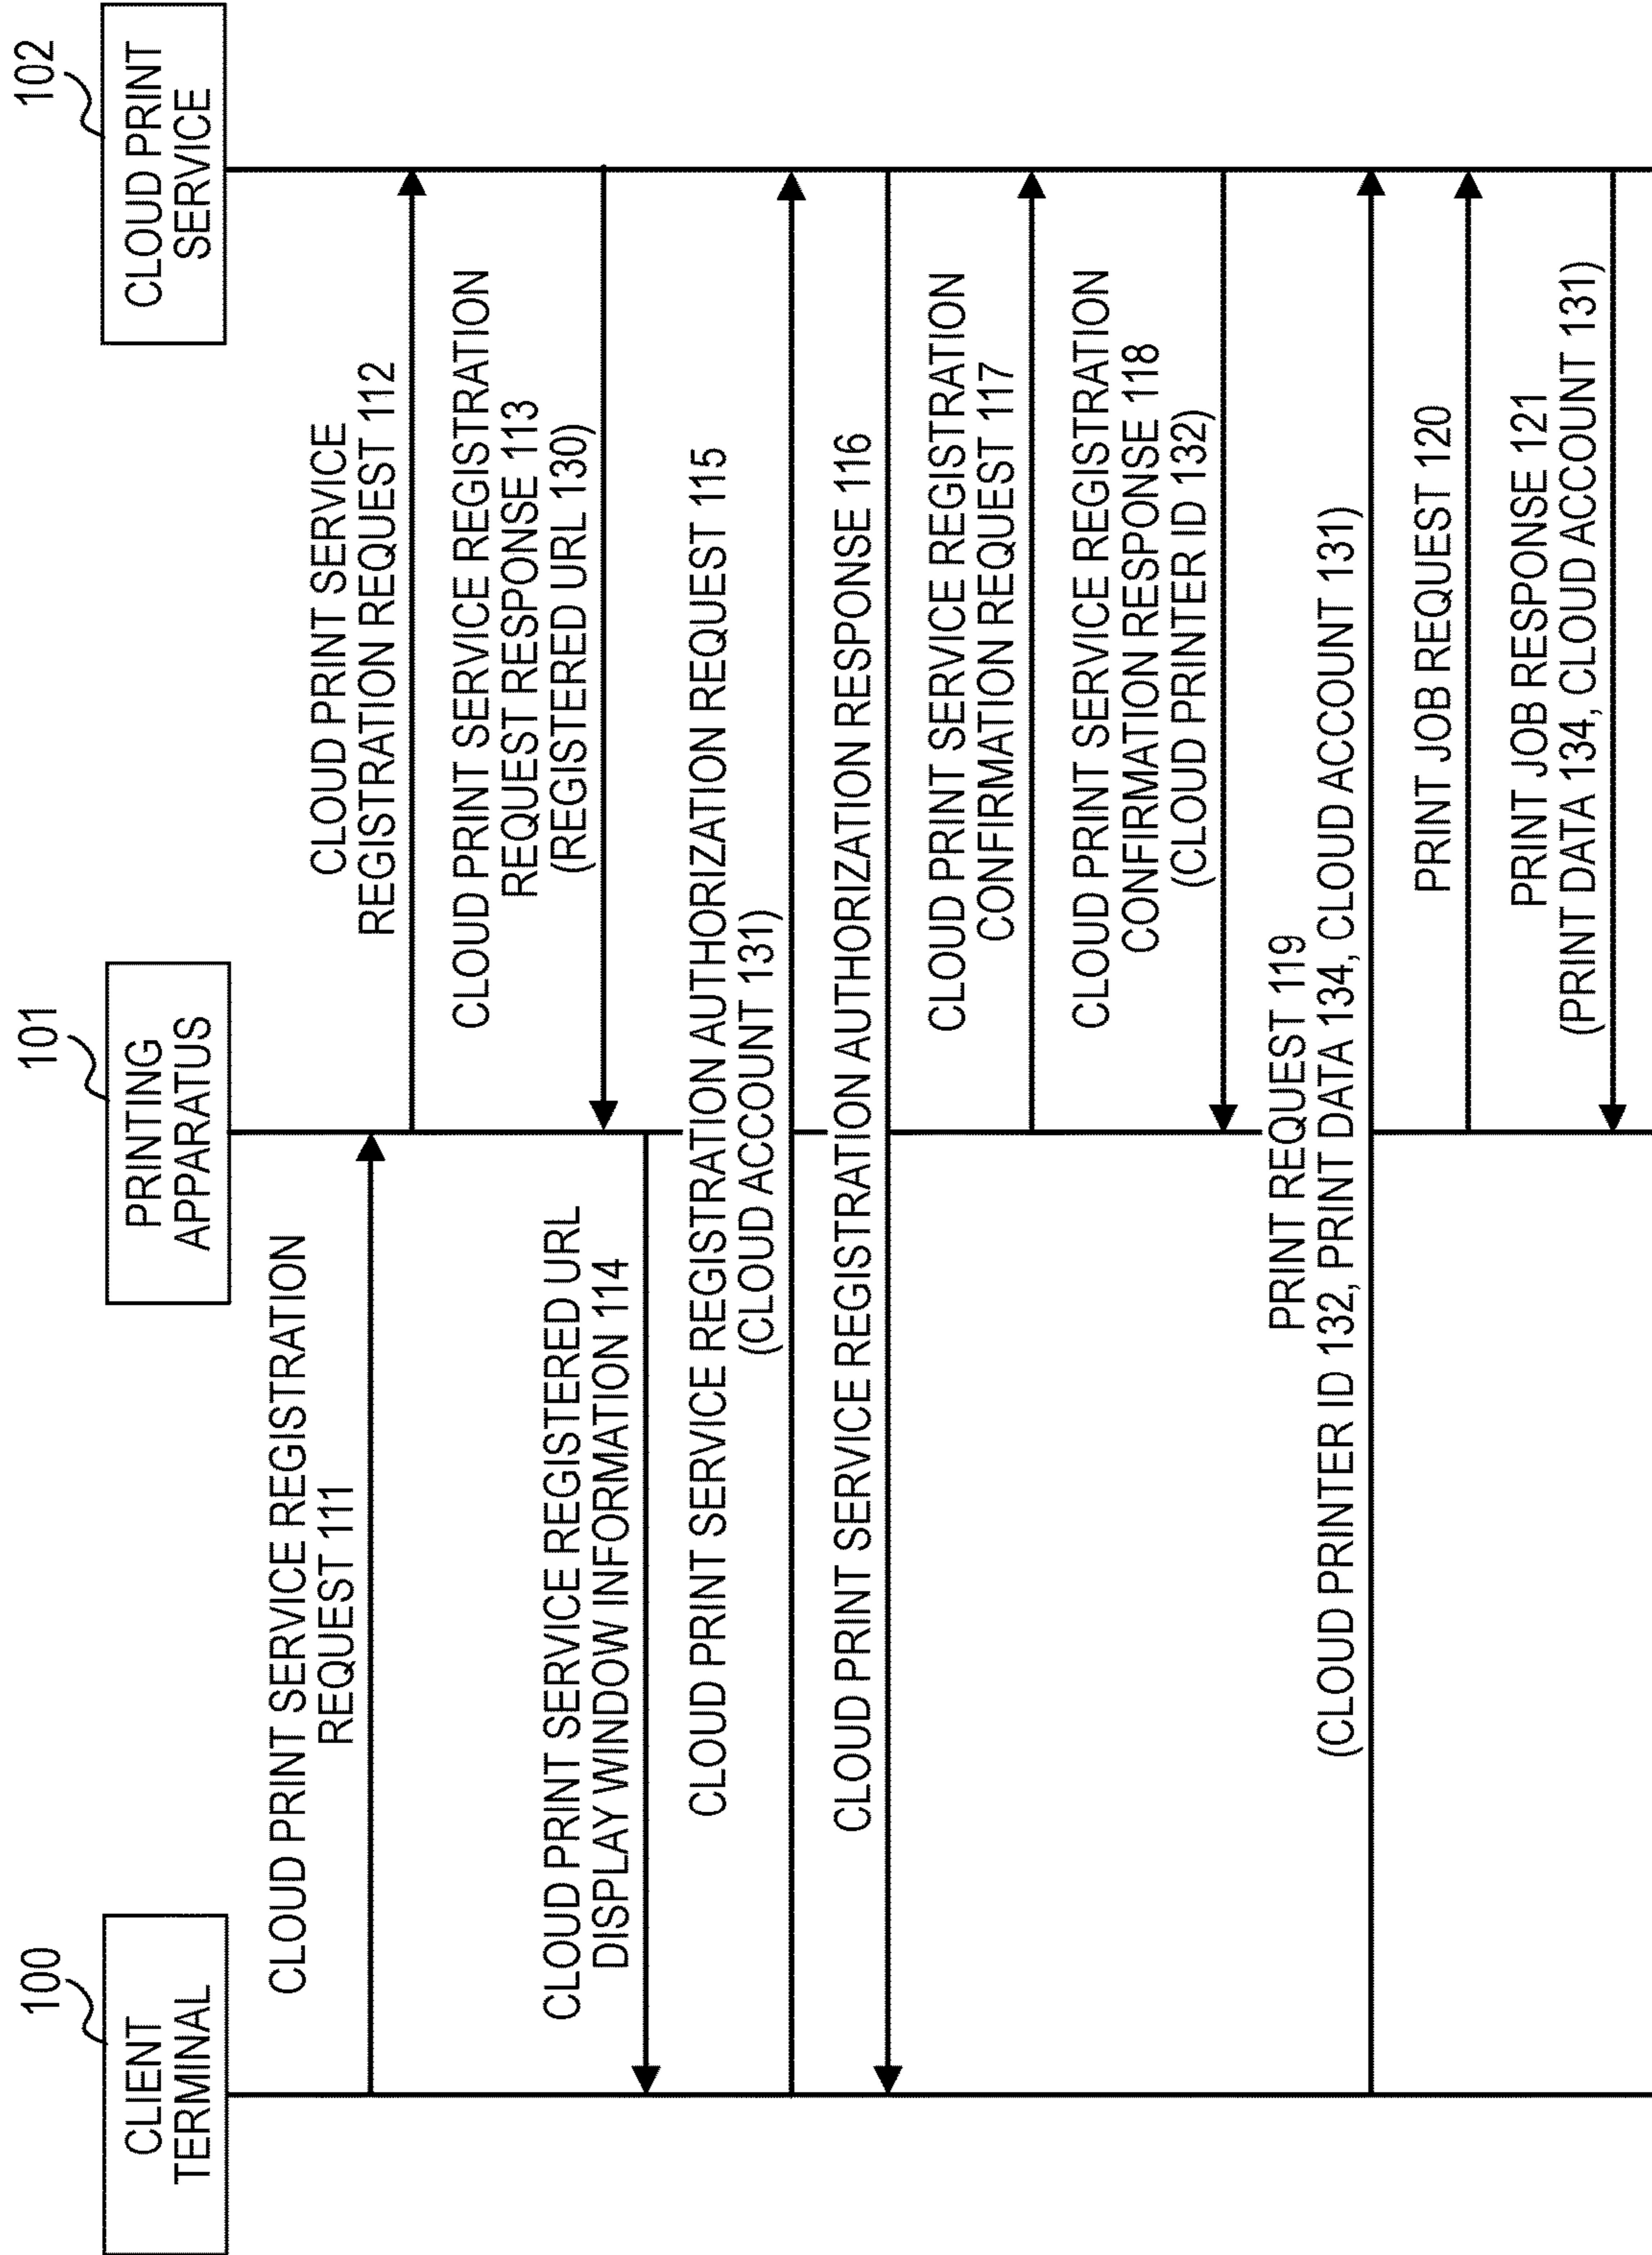 100
CLIENT
TERMINAL
101
PRINTING
APPARATUS
102
CLOUD PRINT
SERVICE
CLOUD PRINT SERVICE REGISTRATION
REQUEST 111
CLOUD PRINT SERVICE
REGISTRATION REQUEST 112
CLOUD PRINT SERVICE REGISTRATION
REQUEST RESPONSE 113
(REGISTERED URL 130)
CLOUD PRINT SERVICE REGISTERED URL
DISPLAY WINDOW INFORMATION 114
CLOUD PRINT SERVICE REGISTRATION AUTHORIZATION REQUEST 115
(CLOUD ACCOUNT 131)
CLOUD PRINT SERVICE REGISTRATION AUTHORIZATION RESPONSE 116
CLOUD PRINT SERVICE REGISTRATION
CONFIRMATION REQUEST 117
CLOUD PRINT SERVICE REGISTRATION
CONFIRMATION RESPONSE 118
(CLOUD PRINTER ID 132)
PRINT REQUEST 119
(CLOUD PRINTER ID 132, PRINT DATA 134, CLOUD ACCOUNT 131)
PRINT JOB REQUEST 120
PRINT JOB RESPONSE 121
(PRINT DATA 134, CLOUD ACCOUNT 131)